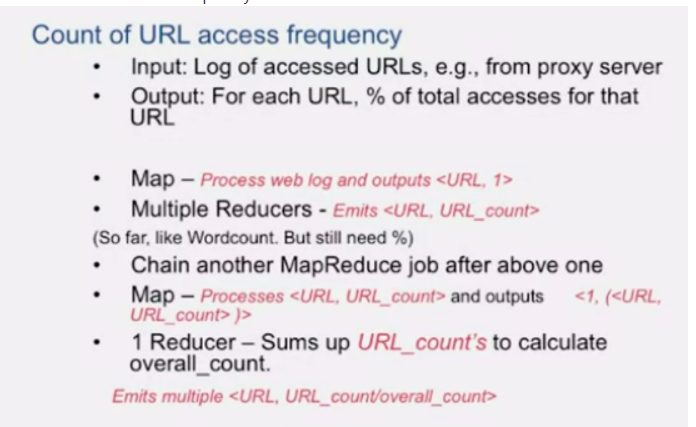 Count of URL access frequency
• Input: Log of accessed URLs, e.g., from proxy server
• Output: For each URL, % of total accesses for that
URL
• Map – Process web log and outputs <URL, 1>
• Multiple Reducers - Emits <URL, URL_count>
(So far, like Wordcount. But still need %)
• Chain another MapReduce job after above one
• Map – Processes <URL, URL_count> and outputs <1, (<URL,
URL_count> )>
• 1 Reducer – Sums up URL_count's to calculate
overall_count.
Emits multiple <URL, URL_count/overall_count>